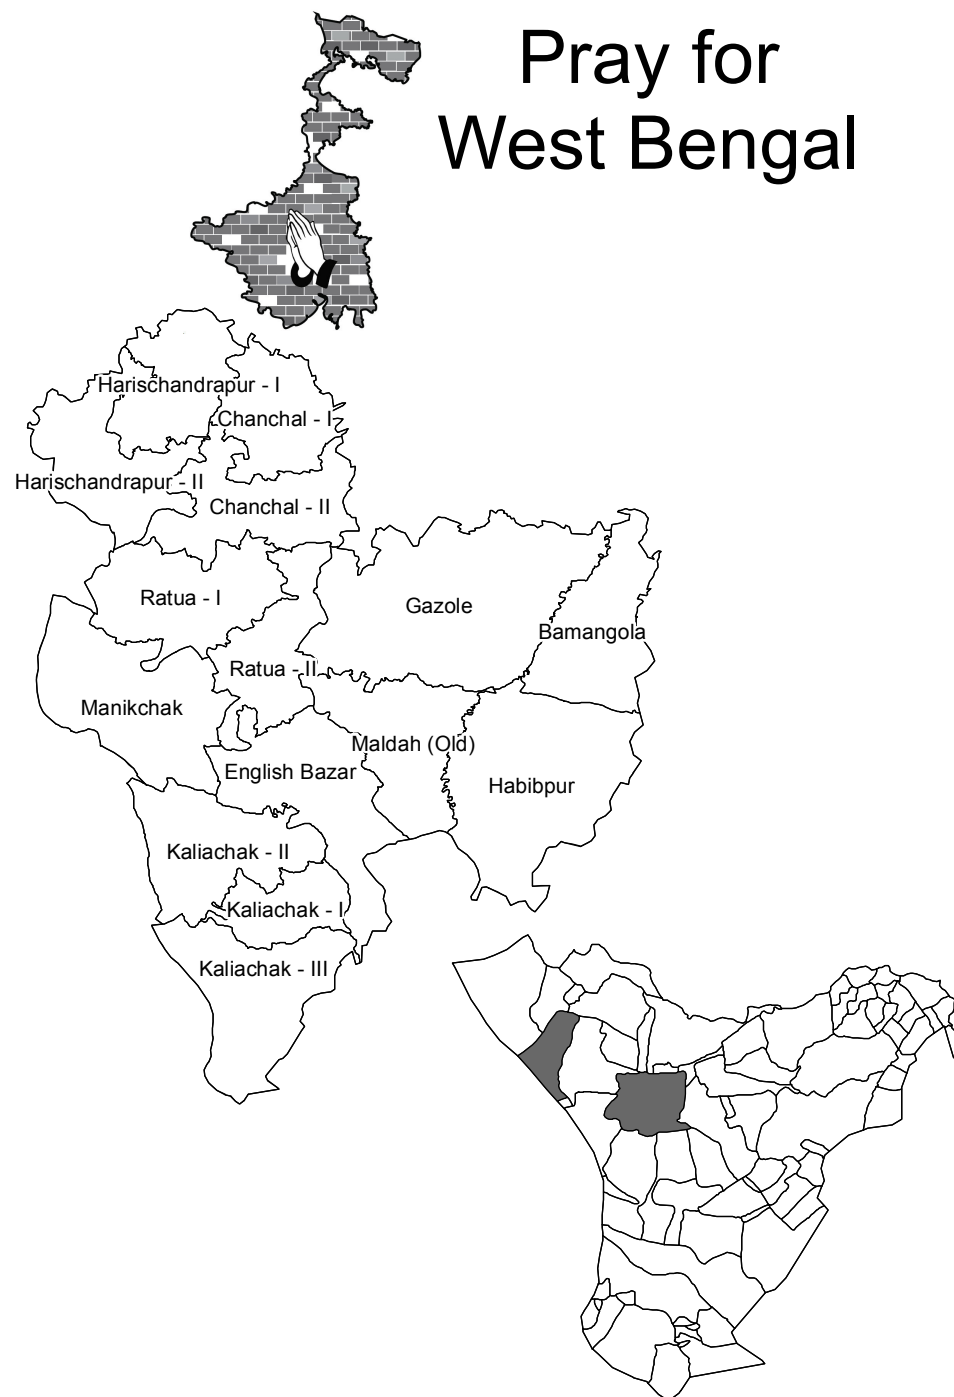 Pray for
West Bengal
Harischandrapur - I
Chanchal - I
Harischandrapur - II
Chanchal - II
Ratua - I
Gazole
Bamangola
Ratua - II
Manikchak
Maldah (Old)
English Bazar
Habibpur
Kaliachak - II
Kaliachak - I
Kaliachak - III